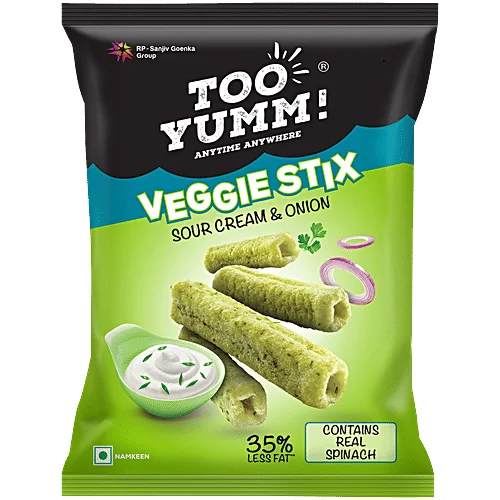 RP-Sanjiv Goenka
Group
TOO
YUMM!
®
ANYTIME ANYWHERE
VEGGIE STIX
SOUR CREAM & ONION
35%
LESS FAT**
CONTAINS
REAL
SPINACH
NAMKEEN